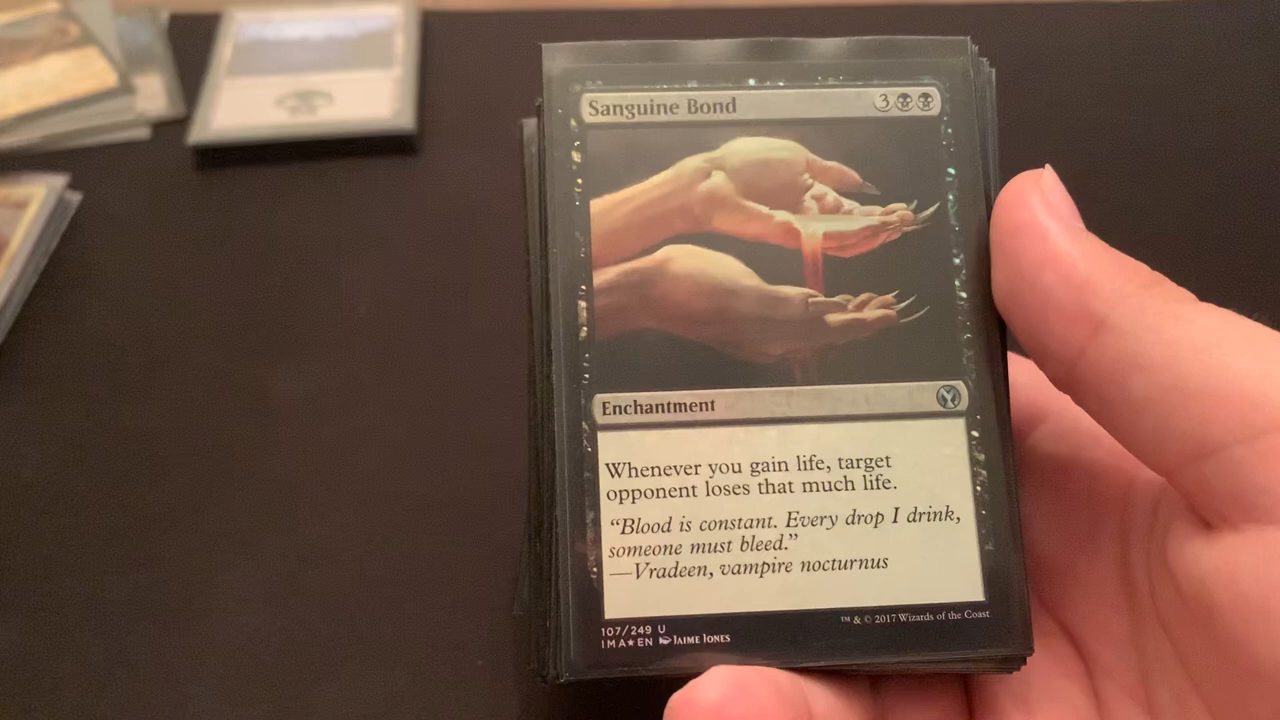 Sanguine Bond 3
Enchantment
Whenever you gain life, target
opponent loses that much life.
“Blood is constant. Every drop I drink,
someone must bleed.”
—Vradeen, vampire nocturnus
107/249 U
IMA★EN JAIME JONES
™ & © 2017 Wizards of the Coast